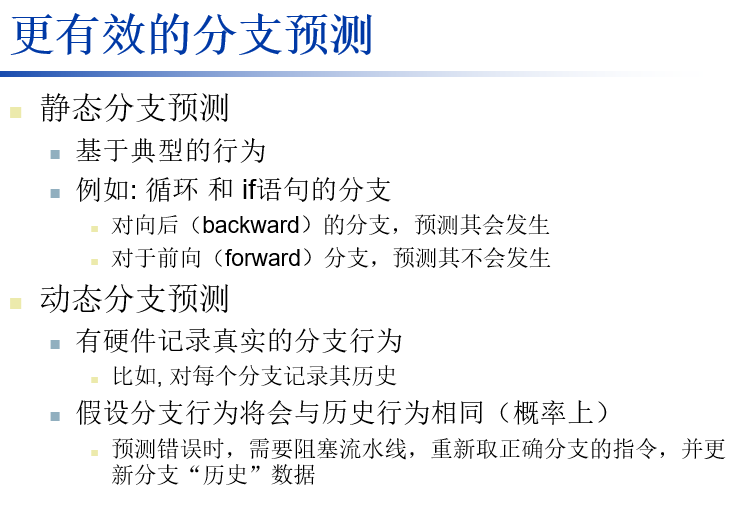 更有效的分支预测
静态分支预测
基于典型的行为
例如: 循环 和 if语句的分支
对向后（backward）的分支，预测其会发生
对于前向（forward）分支，预测其不会发生
动态分支预测
有硬件记录真实的分支行为
比如, 对每个分支记录其历史
假设分支行为将会与历史行为相同（概率上）
预测错误时，需要阻塞流水线，重新取正确分支的指令，并更
新分支“历史”数据